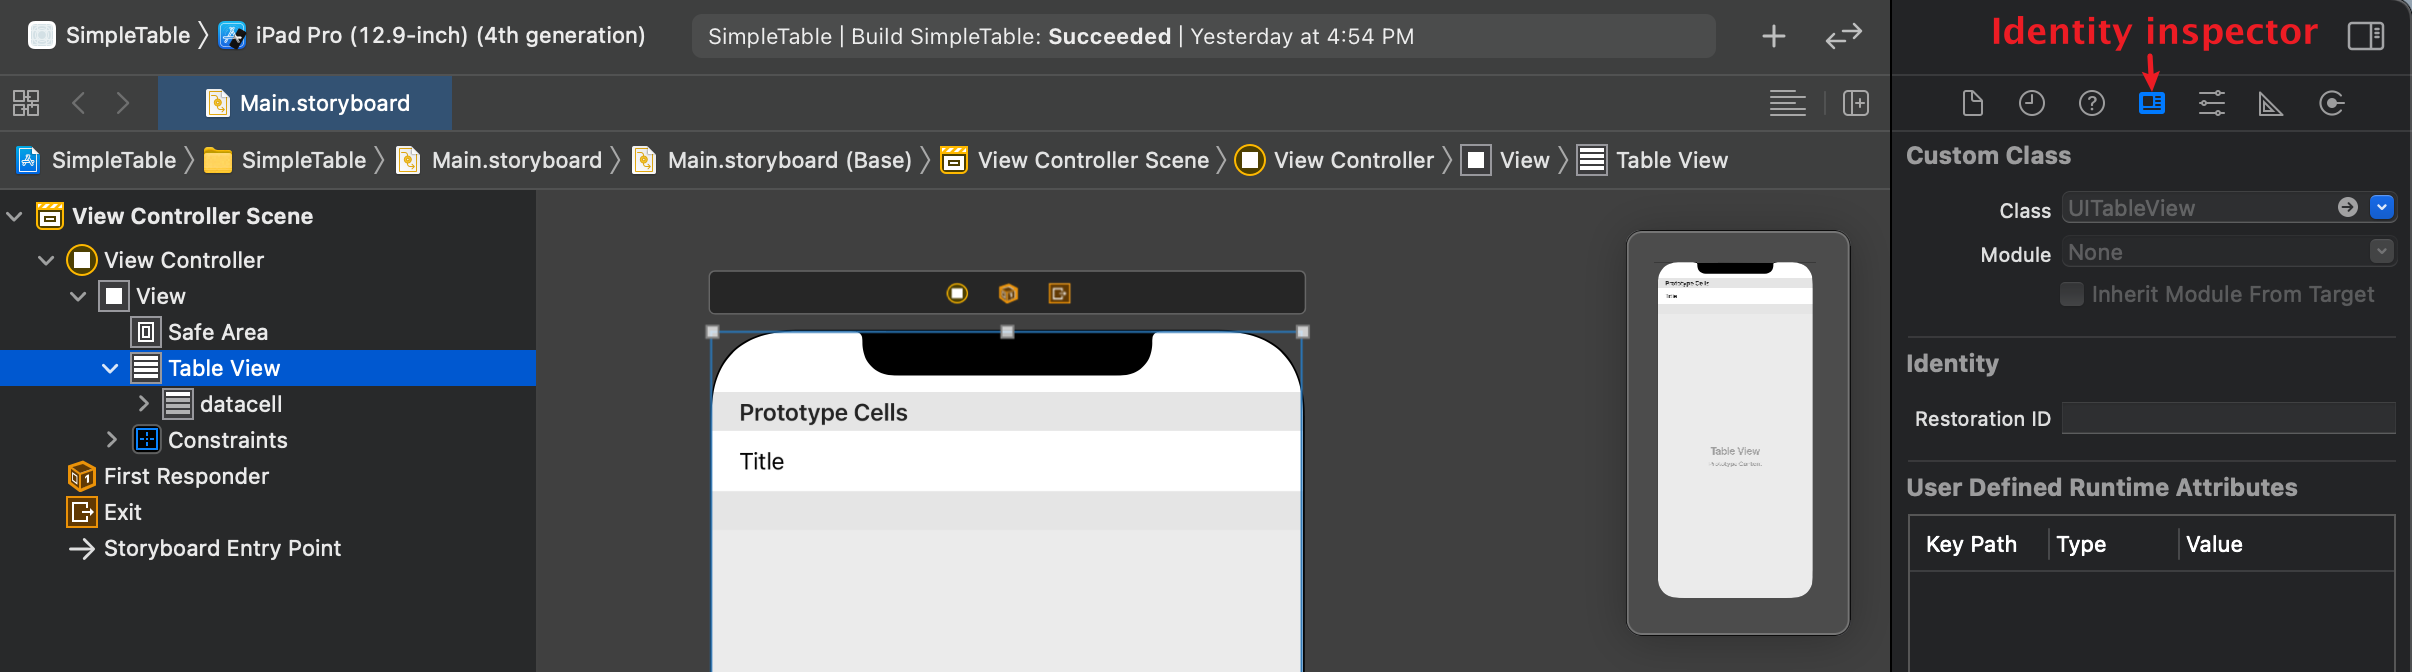 SimpleTable 〉 iPad Pro (12.9-inch) (4th generation)
SimpleTable | Build SimpleTable: Succeeded | Yesterday at 4:54 PM
Identity inspector
Main.storyboard
SimpleTable 〉 SimpleTable 〉 Main.storyboard 〉 Main.storyboard (Base) 〉 View Controller Scene 〉 View Controller 〉 View 〉 Table View
View Controller Scene
View Controller
View
Safe Area
Table View
datacell
Constraints
First Responder
Exit
Storyboard Entry Point
Prototype Cells
Title
Prototype Cells
Title
Table View
Prototype Content
Custom Class
Class UITableView
Module None
Inherit Module From Target
Identity
Restoration ID
User Defined Runtime Attributes
Key Path Type Value